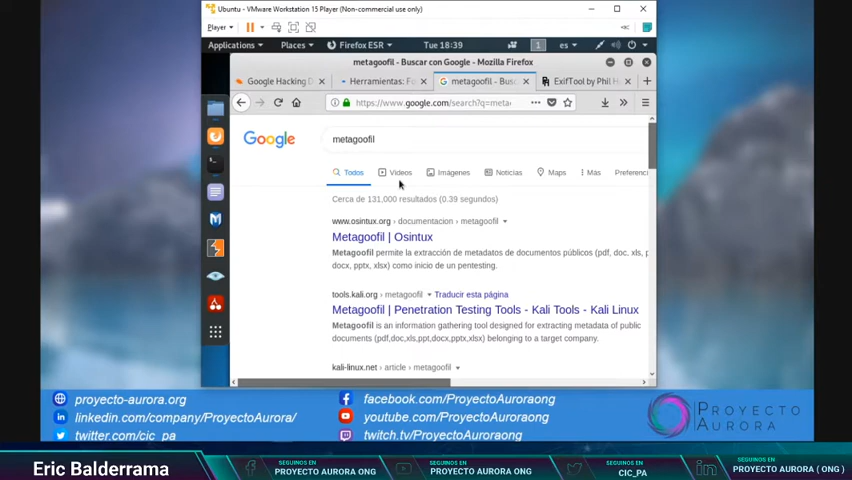 Ubuntu - VMware Workstation 15 Player (Non-commercial use only)
Player
Applications Places Firefox ESR Tue 18:39 1 es
metagoofil - Buscar con Google - Mozilla Firefox
Google Hacking D
Herramientas: Fo
metagoofil - Busc
ExifTool by Phil H
https://www.google.com/search?q=meta
Google
metagoofil
Todos Videos Imágenes Noticias Maps Más Preferenc
Cerca de 131,000 resultados (0.39 segundos)
www.osintux.org › documentacion › metagoofil
Metagoofil | Osintux
Metagoofil permite la extracción de metadatos de documentos públicos (pdf, doc, xls, p
docx, pptx, xlsx) como inicio de un pentesting.
tools.kali.org › metagoofil Traducir esta página
Metagoofil | Penetration Testing Tools - Kali Tools - Kali Linux
Metagoofil is an information gathering tool designed for extracting metadata of public
documents (pdf,doc,xls,ppt,docx,pptx,xlsx) belonging to a target company.
kali-linux.net › article › metagoofil
proyecto-aurora.org
facebook.com/ProyectoAuroraong
linkedin.com/company/ProyectoAurora/
youtube.com/ProyectoAuroraong
twitter.com/cic_pa
twitch.tv/ProyectoAuroraong
PROYECTO
AURORA
Eric Balderrama
SEGUINOS EN
PROYECTO AURORA ONG
SEGUINOS EN
PROYECTO AURORA ONG
SEGUINOS EN
CIC_PA
SEGUINOS EN
PROYECTO AURORA ( ONG )